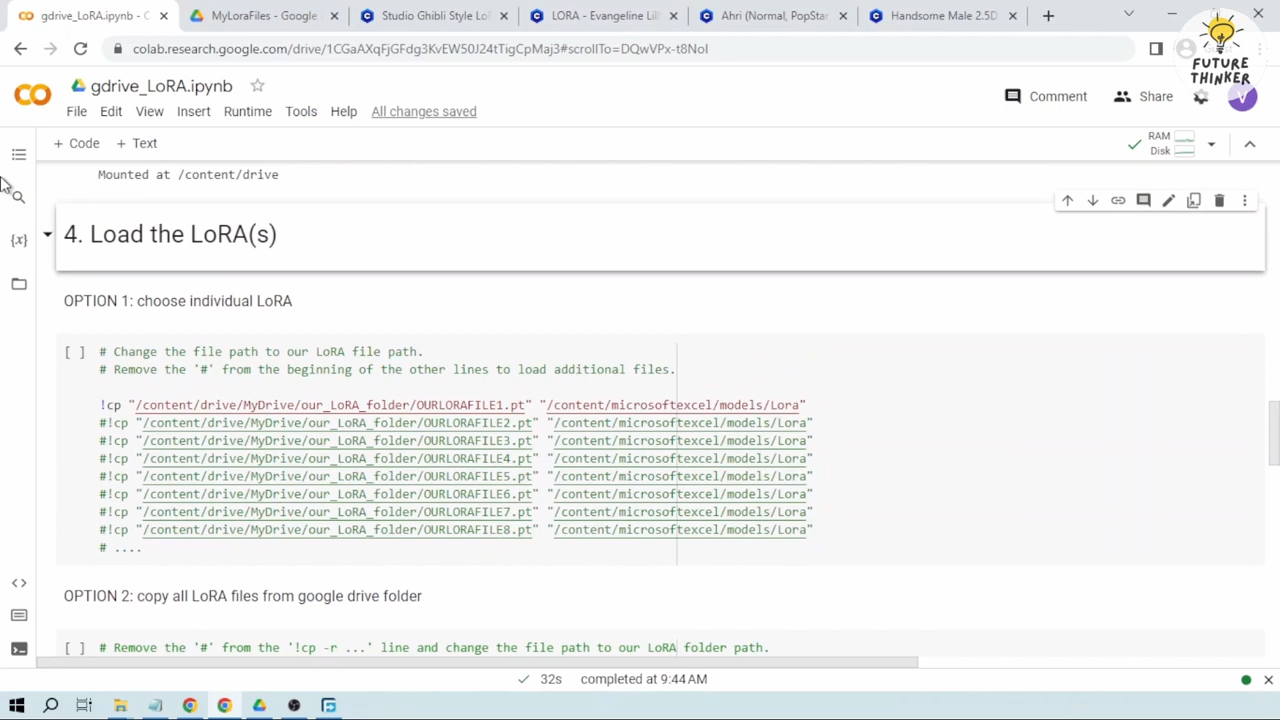 gdrive_LoRA.ipynb - C
MyLoraFiles - Google
Studio Ghibli Style Lo
LORA - Evangeline Lil
Ahri (Normal, PopStar
Handsome Male 2.5D
colab.research.google.com/drive/1CGaAXqFjGFdg3KvEW50J24tTigCpMaj3#scrollTo=DQwVPx-t8NoI
FUTURE
THINKER
gdrive_LoRA.ipynb
Comment
Share
V
File Edit View Insert Runtime Tools Help All changes saved
+ Code + Text
RAM
Disk
Mounted at /content/drive
4. Load the LoRA(s)
OPTION 1: choose individual LoRA
[ ] # Change the file path to our LoRA file path.
# Remove the '#' from the beginning of the other lines to load additional files.
!cp "/content/drive/MyDrive/our_LoRA_folder/OURLORAFILE1.pt" "/content/microsoftexcel/models/Lora"
#!cp "/content/drive/MyDrive/our_LoRA_folder/OURLORAFILE2.pt" "/content/microsoftexcel/models/Lora"
#!cp "/content/drive/MyDrive/our_LoRA_folder/OURLORAFILE3.pt" "/content/microsoftexcel/models/Lora"
#!cp "/content/drive/MyDrive/our_LoRA_folder/OURLORAFILE4.pt" "/content/microsoftexcel/models/Lora"
#!cp "/content/drive/MyDrive/our_LoRA_folder/OURLORAFILE5.pt" "/content/microsoftexcel/models/Lora"
#!cp "/content/drive/MyDrive/our_LoRA_folder/OURLORAFILE6.pt" "/content/microsoftexcel/models/Lora"
#!cp "/content/drive/MyDrive/our_LoRA_folder/OURLORAFILE7.pt" "/content/microsoftexcel/models/Lora"
#!cp "/content/drive/MyDrive/our_LoRA_folder/OURLORAFILE8.pt" "/content/microsoftexcel/models/Lora"
# ....
OPTION 2: copy all LoRA files from google drive folder
[ ] # Remove the '#' from the '!cp -r ...' line and change the file path to our LoRA folder path.
32s completed at 9:44 AM